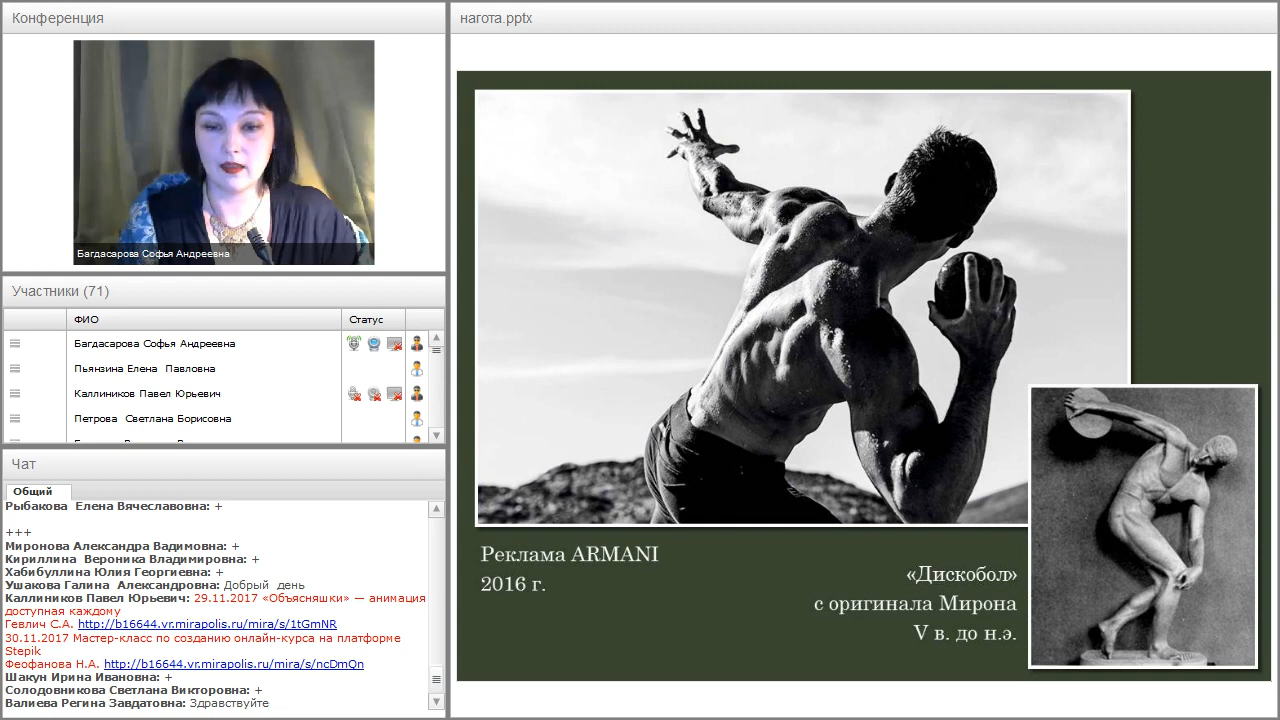 Конференция
Багдасарова Софья Андреевна
Участники (71)
ФИО Статус
Багдасарова Софья Андреевна
Пьянзина Елена Павловна
Каллиников Павел Юрьевич
Петрова Светлана Борисовна
Чат
Общий
Рыбакова Елена Вячеславовна: +
+++
Миронова Александра Вадимовна: +
Кириллина Вероника Владимировна: +
Хабибуллина Юлия Георгиевна: +
Ушакова Галина Александровна: Добрый день
Каллиников Павел Юрьевич: 29.11.2017 «Объясняшки» — анимация
доступная каждому
Гевлич С.А. http://b16644.vr.mirapolis.ru/mira/s/1tGmNR
30.11.2017 Мастер-класс по созданию онлайн-курса на платформе
Stepik
Феофанова Н.А. http://b16644.vr.mirapolis.ru/mira/s/ncDmQn
Шакун Ирина Ивановна: +
Солодовникова Светлана Викторовна: +
Валиева Регина Завдатовна: Здравствуйте
нагота.pptx
Реклама ARMANI
2016 г.
«Дискобол»
с оригинала Мирона
V в. до н.э.